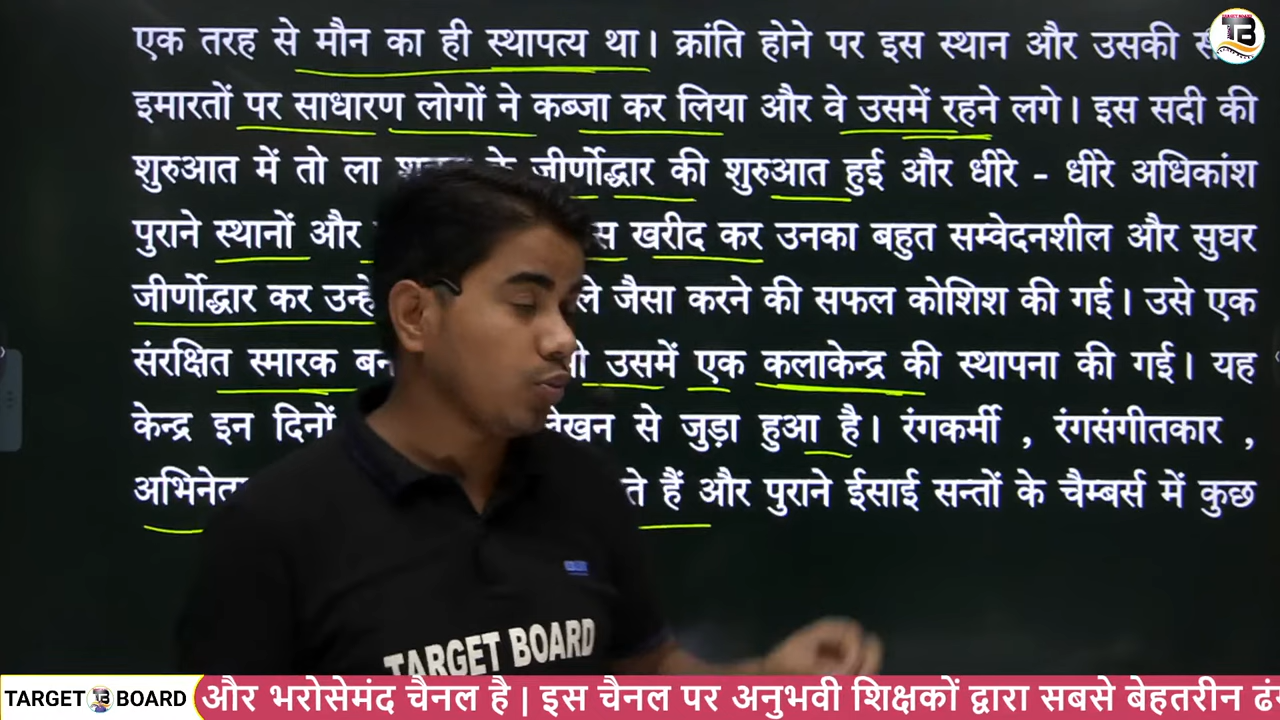 एक तरह से मौन का ही स्थापत्य था। क्रांति होने पर इस स्थान और उसकी
इमारतों पर साधारण लोगों ने कब्जा कर लिया और वे उसमें रहने लगे। इस सदी की
शुरुआत में तो ला के जीर्णोद्धार की शुरुआत हुई और धीरे - धीरे अधिकांश
पुराने स्थानों और खरीद कर उनका बहुत सम्वेदनशील और सुघर
जीर्णोद्धार कर उन्हे जैसा करने की सफल कोशिश की गई। उसे एक
संरक्षित स्मारक उसमें एक कलाकेन्द्र की स्थापना की गई। यह
केन्द्र इन दिनों से जुड़ा हुआ है। रंगकर्मी , रंगसंगीतकार ,
हैं और पुराने ईसाई सन्तों के चैम्बर्स में कुछ
TARGET BOARD
TB
TARGET BOARD
TARGET BOARD और भरोसेमंद चैनल है | इस चैनल पर अनुभवी शिक्षकों द्वारा सबसे बेहतरीन